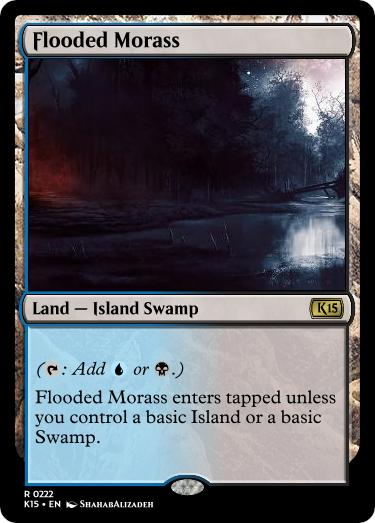 Flooded Morass
Land — Island Swamp
K15
(: Add or .)
Flooded Morass enters tapped unless
you control a basic Island or a basic
Swamp.
R 0222
K15 • EN ShahabAlizadeh